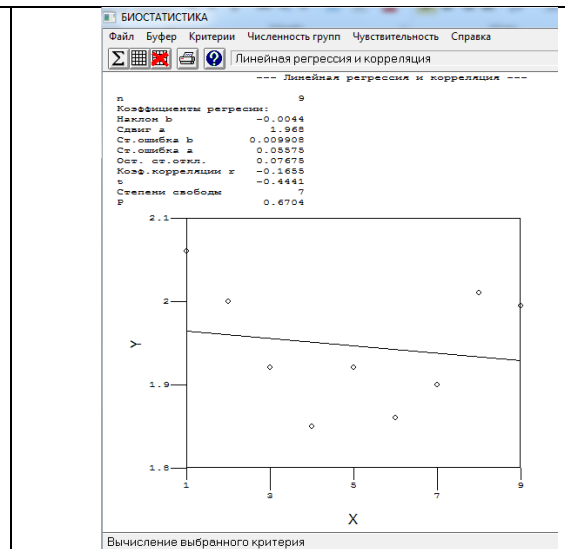 БИОСТАТИСТИКА
Файл Буфер Критерии Численность групп Чувствительность Справка
Линейная регрессия и корреляция
--- Линейная регрессия и корреляция ---
n 9
Коэффициенты регресии:
Наклон b -0.0044
Сдвиг a 1.968
Ст.ошибка b 0.009908
Ст.ошибка a 0.05575
Ост. ст.откл. 0.07675
Коэф.корреляции r -0.1655
t -0.4441
Степени свободы 7
P 0.6704
2.1
2
Y
1.9
1.8
1 3 5 7 9
X
Вычисление выбранного критерия